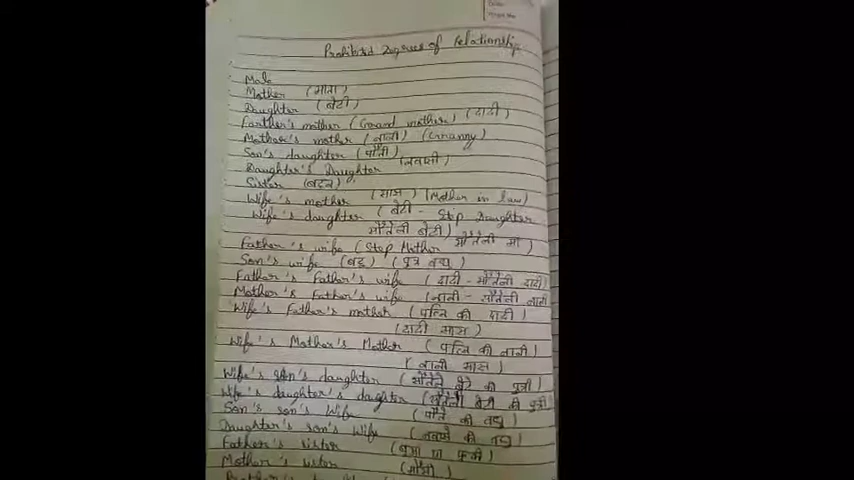 Prohibited Degrees of relationship
Male
Mother (माता)
Daughter (बेटी)
Farther's mother (Grand mother) (दादी)
Mother's mother (नानी) (Granny)
Son's daughter (पौती)
Daughter's Daughter (नवासी)
Sister (बहन)
Wife's mother (सास) (Mother in law)
Wife's daughter (बेटी - Step Daughter
सौतेली बेटी)
Father's wife (Step Mother सौतेली माँ)
Son's wife (बहू) (पुत्र वधु)
Father's Father's wife (दादी - सौतेली दादी)
Mother's Father's wife (नानी - सौतेली नानी
Wife's Father's mother (पत्नि की दादी)
(दादी सास)
Wife's Mother's Mother (पत्नि की नानी)
(नानी सास)
Wife's son's daughter (सौतेले बेटे की पुत्री)
Wife's daughter's daughter (सौतेली बेटी की पुत्री)
Son's son's Wife (पोते की वधु)
Daughter's son's Wife (नवासे की वधु)
Father's sister (बुआ या फुफी)
Mother's sister (मौसी)